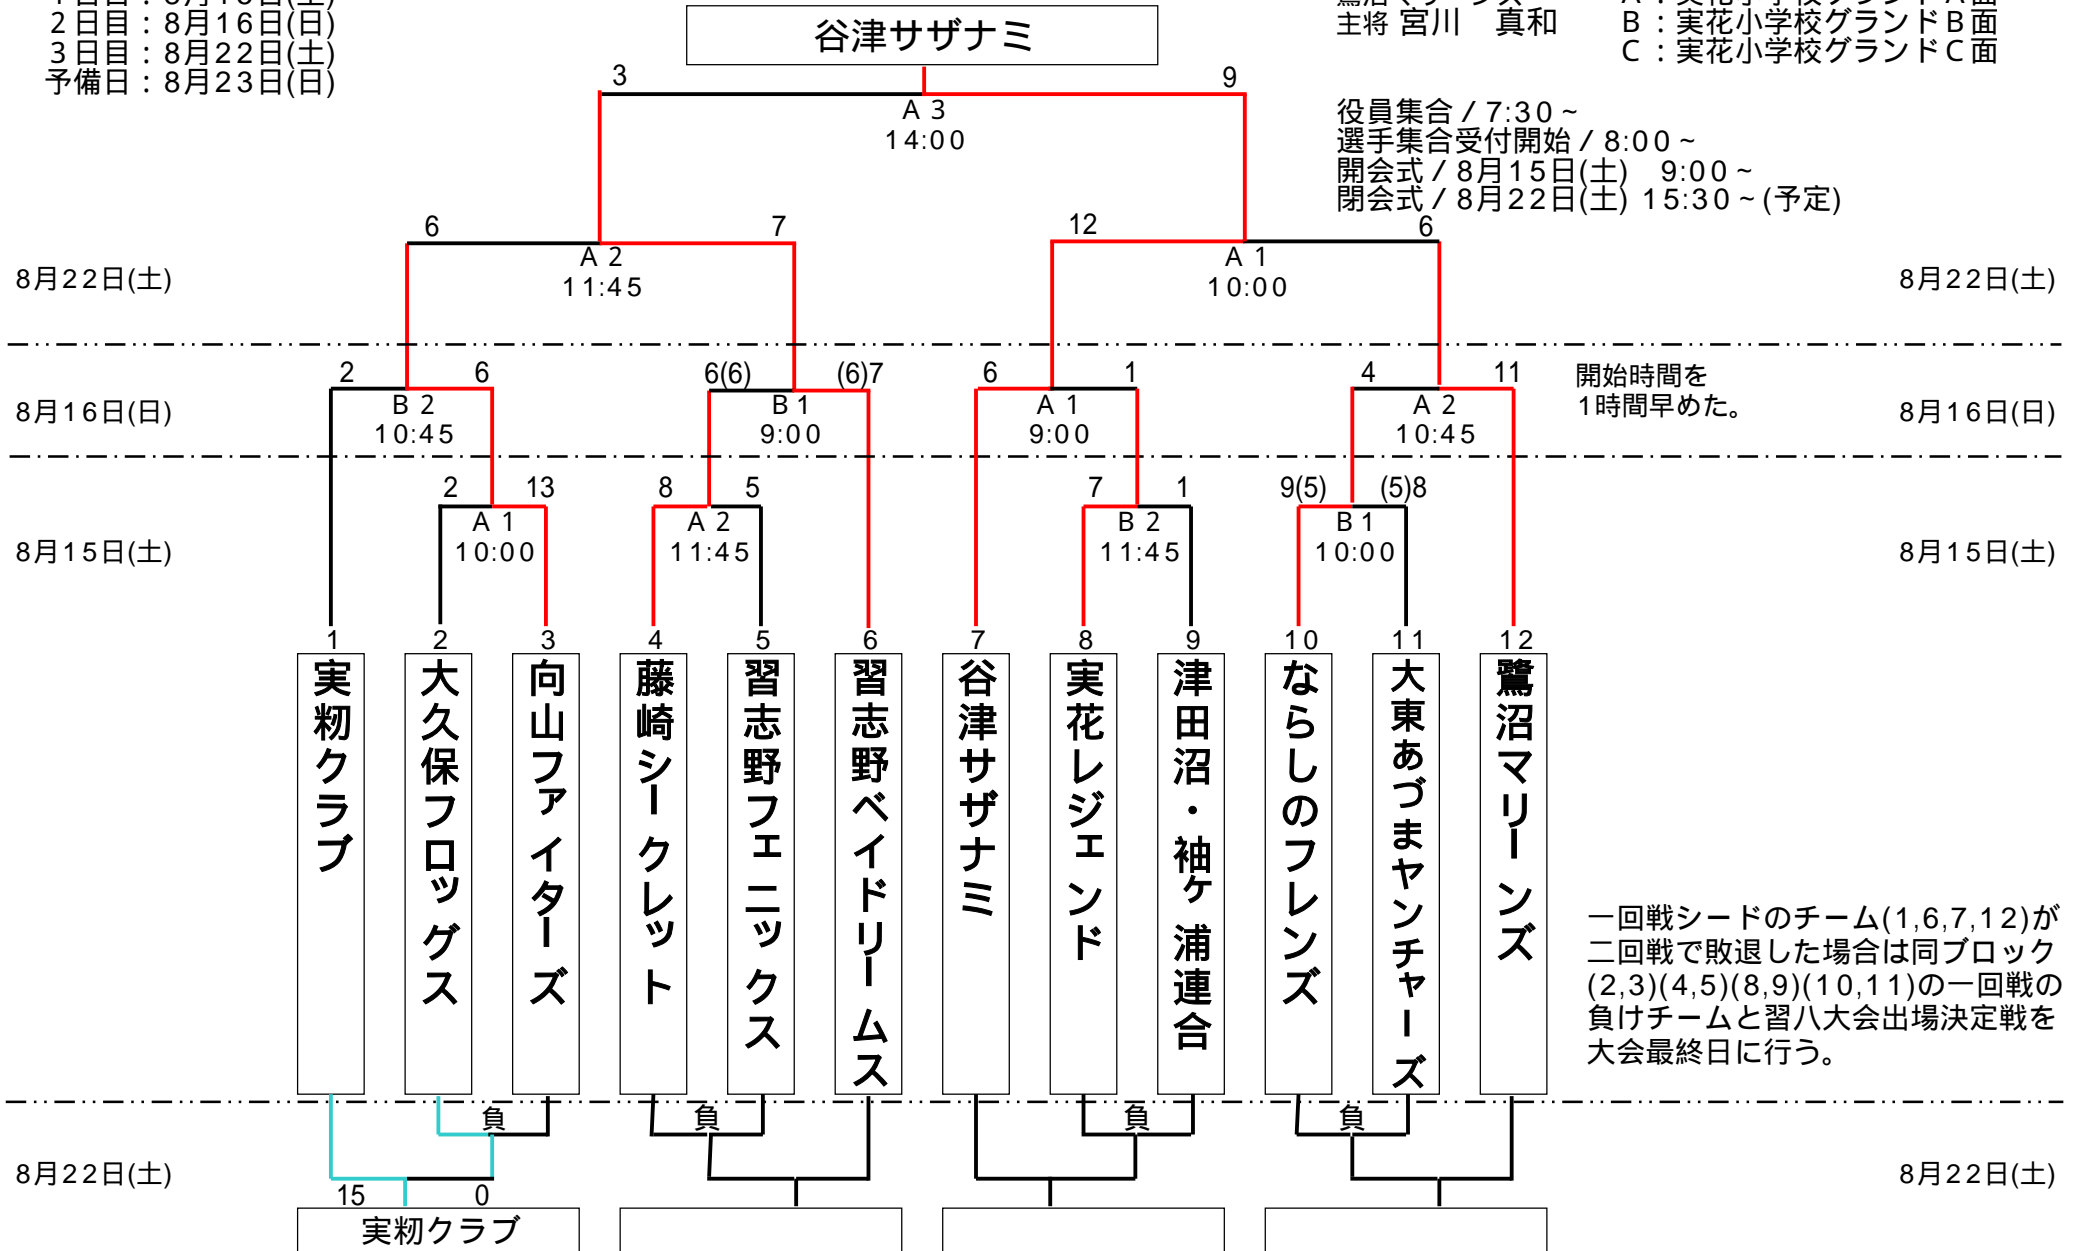 2日目：8月16日(日)
3日目：8月22日(土)
予備日：8月23日(日)
谷津サザナミ
主将 宮川　真和
B：実花小学校グランドB面
C：実花小学校グランドC面
役員集合 / 7:30 ~
選手集合受付開始 / 8:00 ~
開会式 / 8月15日(土)　9:00 ~
閉会式 / 8月22日(土) 15:30 ~ (予定)
3　9
A 3
14:00
6　7
A 2
11:45
12　6
A 1
10:00
8月22日(土)
8月22日(土)
2　6
B 2
10:45
6(6)　(6)7
B 1
9:00
6　1
A 1
9:00
4　11
A 2
10:45
開始時間を
1時間早めた。
8月16日(日)
8月16日(日)
2　13
A 1
10:00
8　5
A 2
11:45
7　1
B 2
11:45
9(5)　(5)8
B 1
10:00
8月15日(土)
8月15日(土)
1
実籾クラブ
2
大久保フロッグス
3
向山ファイターズ
4
藤崎シークレット
5
習志野フェニックス
6
習志野ベイドリームス
7
谷津サザナミ
8
実花レジェンド
9
津田沼・袖ケ浦連合
10
ならしのフレンズ
11
大東あづまヤンチャーズ
12
鷺沼マリーンズ
一回戦シードのチーム(1,6,7,12)が
二回戦で敗退した場合は同ブロック
(2,3)(4,5)(8,9)(10,11)の一回戦の
負けチームと習八大会出場決定戦を
大会最終日に行う。
負
負
負
負
8月22日(土)
8月22日(土)
15　0
実籾クラブ